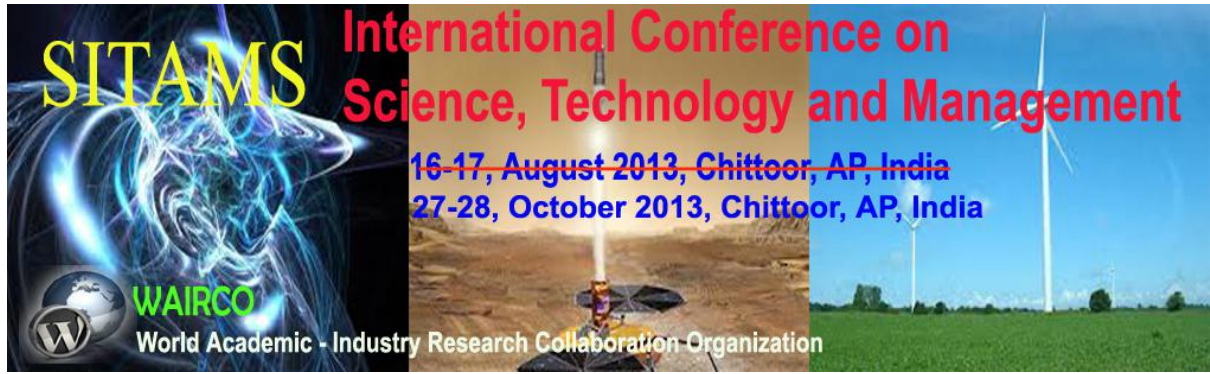 SITAMS
International Conference on
Science, Technology and Management
16-17, August 2013, Chittoor, AP, India
27-28, October 2013, Chittoor, AP, India
WAIRCO
World Academic - Industry Research Collaboration Organization
W